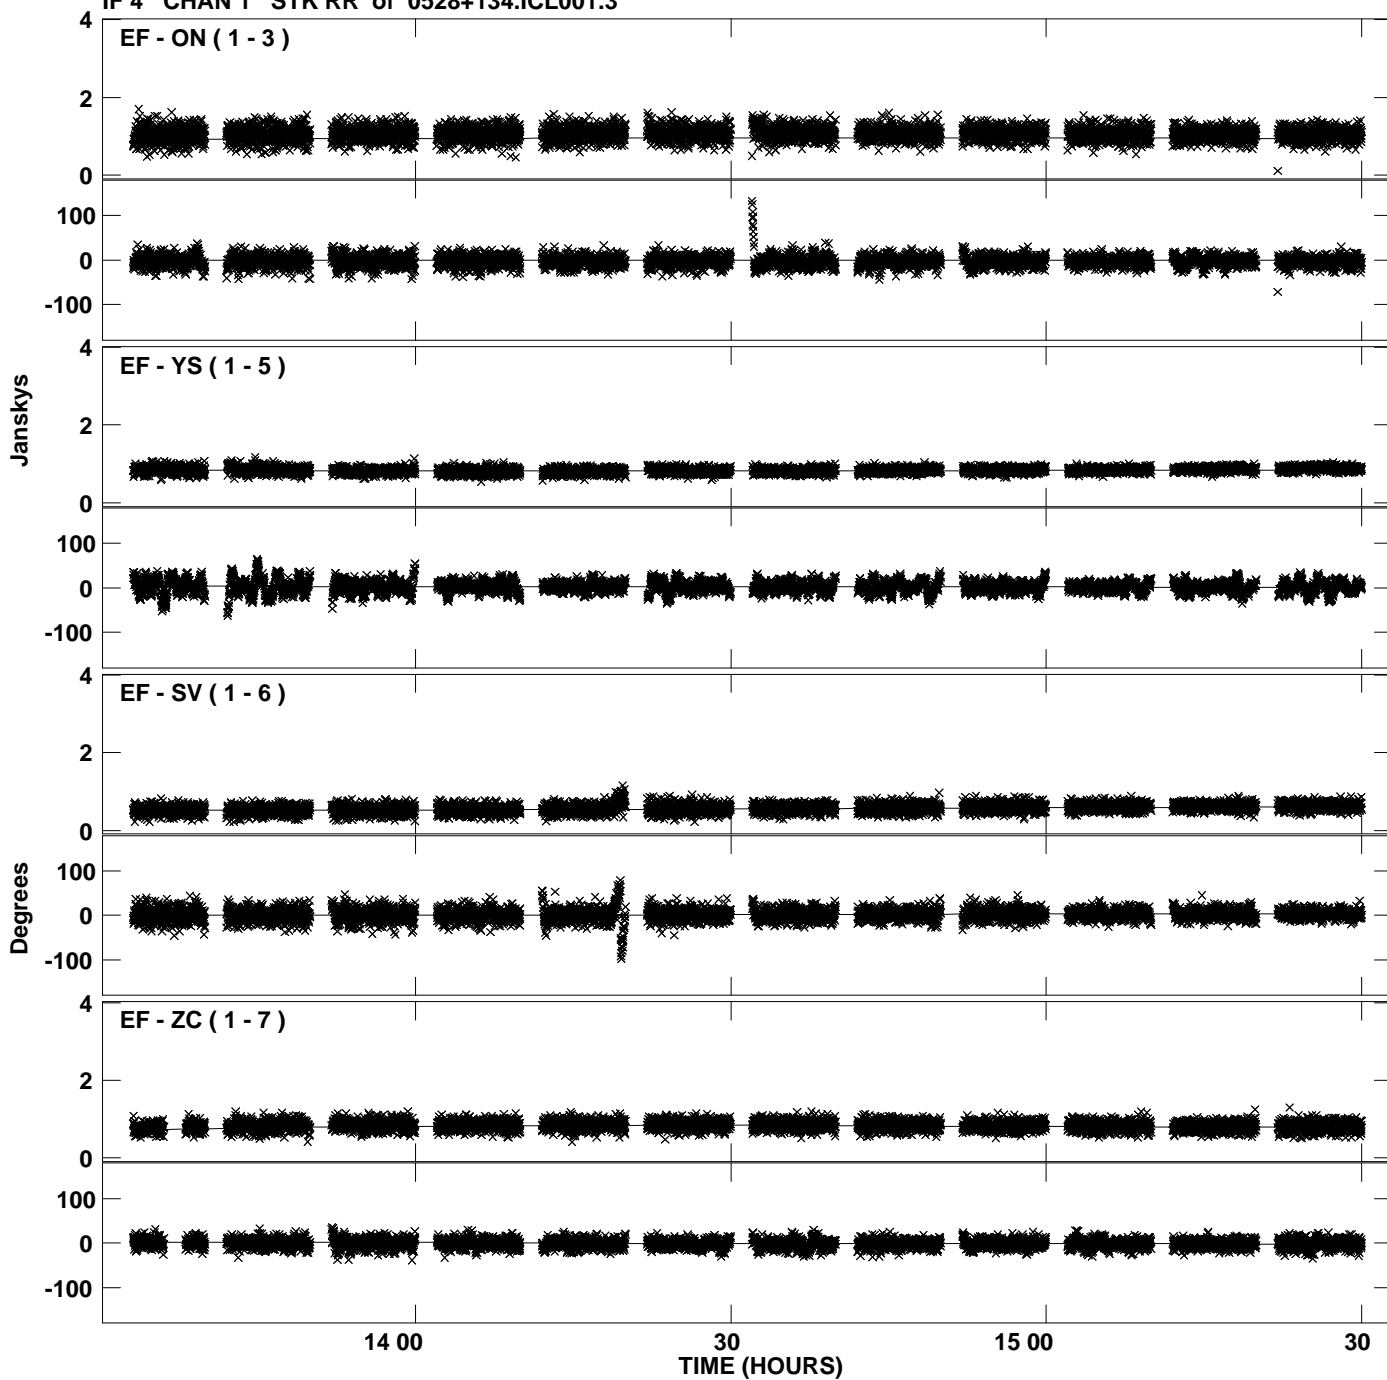 IF 4 CHAN 1 STK RR of 0528+134.ICL001.3
4
EF - ON ( 1 - 3 )
2
0
100
0
-100
4
EF - YS ( 1 - 5 )
Janskys
2
0
100
0
-100
4
EF - SV ( 1 - 6 )
2
0
Degrees
100
0
-100
4
EF - ZC ( 1 - 7 )
2
0
100
0
-100
14 00 30 15 00 30
TIME (HOURS)